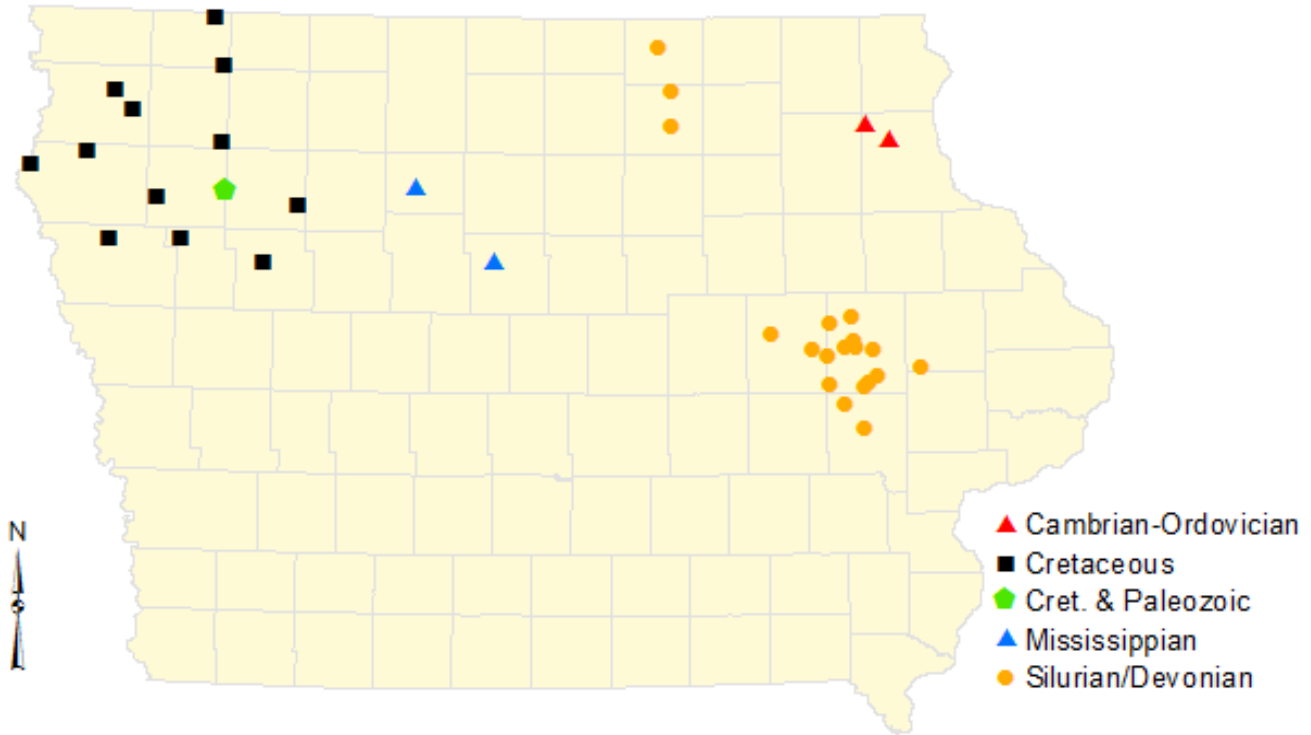 N
Cambrian-Ordovician
Cretaceous
Cret. & Paleozoic
Mississippian
Silurian/Devonian